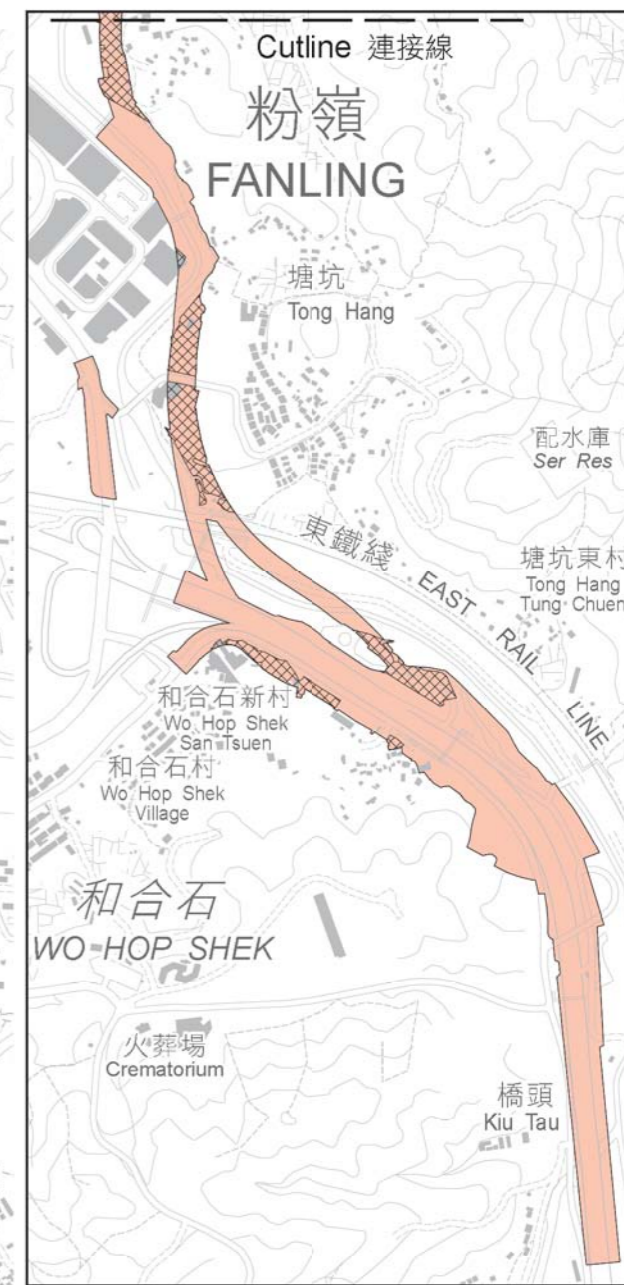 Cutline 連接線
粉嶺
FANLING
塘坑
Tong Hang
配水庫
Ser Res
東鐵綫 EAST RAIL LINE
塘坑東村
Tong Hang
Tung Chuen
和合石新村
Wo Hop Shek
San Tsuen
和合石村
Wo Hop Shek
Village
和合石
WO HOP SHEK
火葬場
Crematorium
橋頭
Kiu Tau